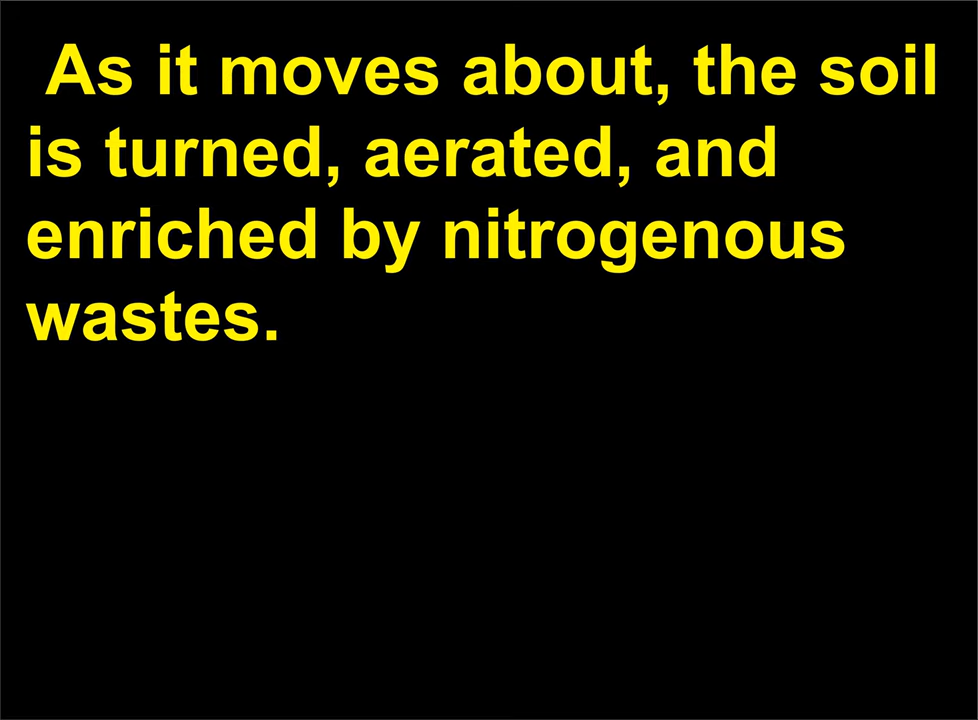 As it moves about, the soil
is turned, aerated, and
enriched by nitrogenous
wastes.